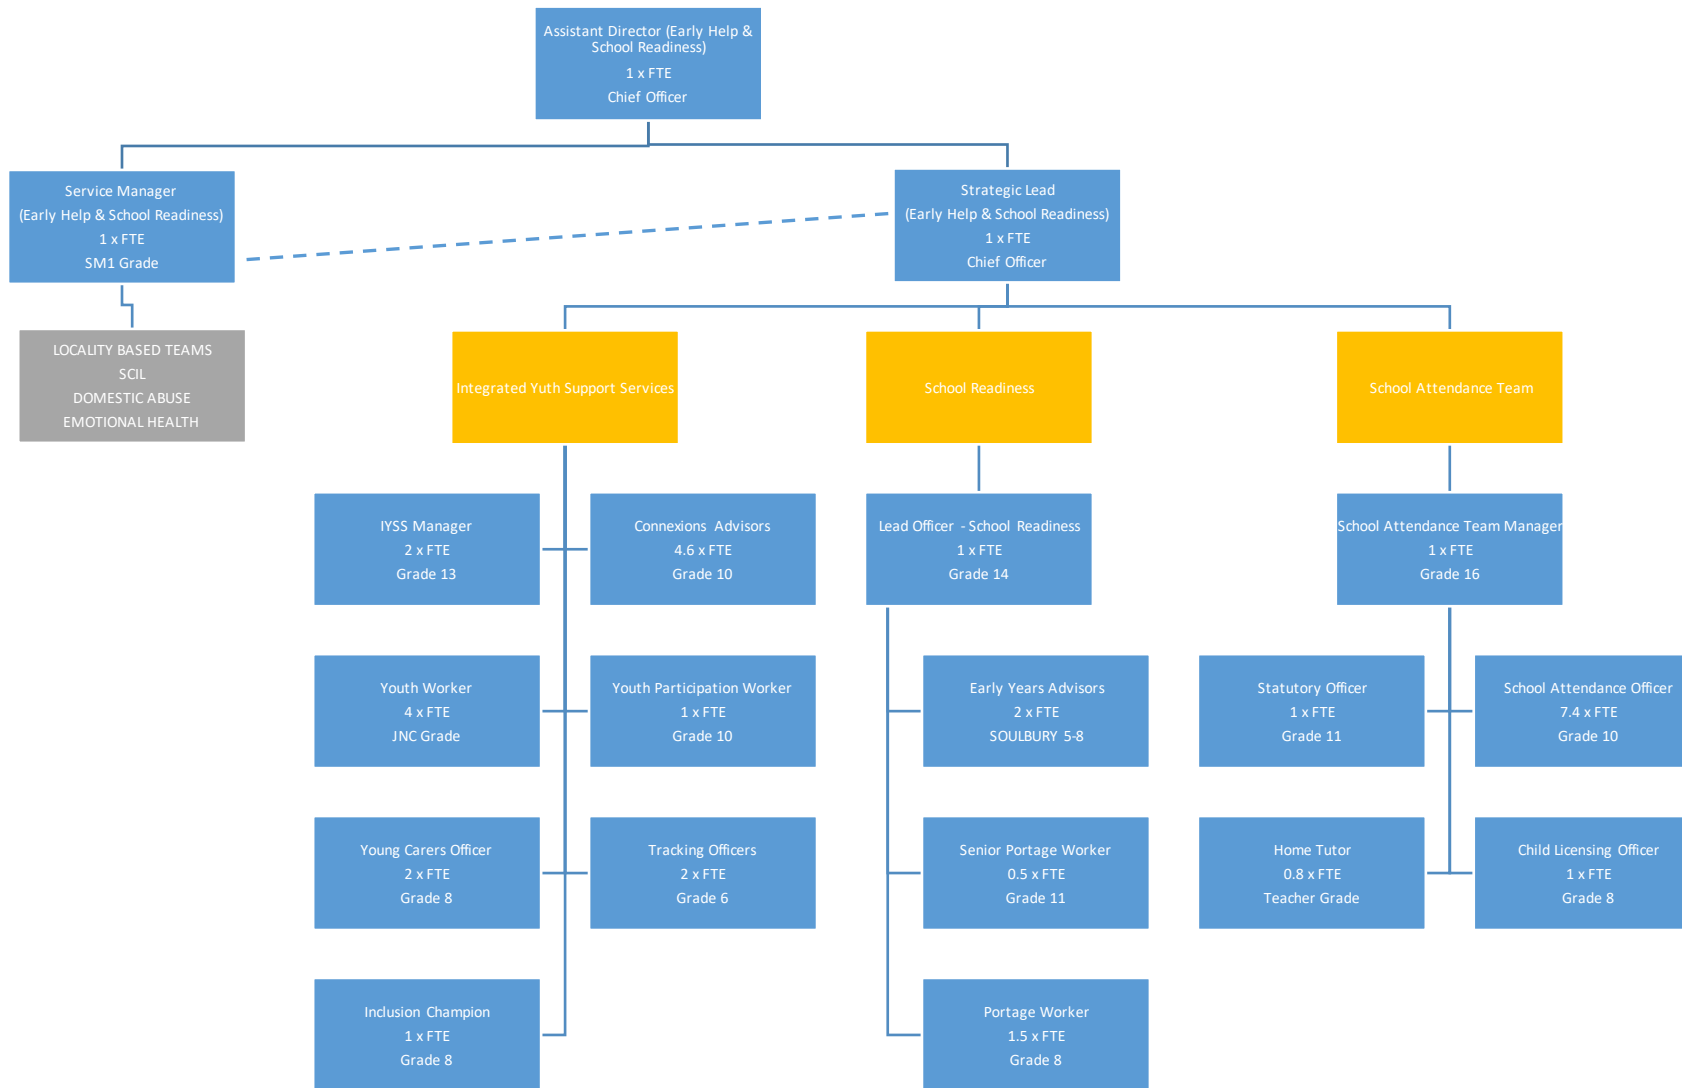 Assistant Director (Early Help &
School Readiness)
1 x FTE
Chief Officer
Service Manager
(Early Help & School Readiness)
1 x FTE
SM1 Grade
Strategic Lead
(Early Help & School Readiness)
1 x FTE
Chief Officer
LOCALITY BASED TEAMS
SCIL
DOMESTIC ABUSE
EMOTIONAL HEALTH
Integrated Yuth Support Services
School Readiness
School Attendance Team
IYSS Manager
2 x FTE
Grade 13
Connexions Advisors
4.6 x FTE
Grade 10
Lead Officer - School Readiness
1 x FTE
Grade 14
School Attendance Team Manager
1 x FTE
Grade 16
Youth Worker
4 x FTE
JNC Grade
Youth Participation Worker
1 x FTE
Grade 10
Early Years Advisors
2 x FTE
SOULBURY 5-8
Statutory Officer
1 x FTE
Grade 11
School Attendance Officer
7.4 x FTE
Grade 10
Young Carers Officer
2 x FTE
Grade 8
Tracking Officers
2 x FTE
Grade 6
Senior Portage Worker
0.5 x FTE
Grade 11
Home Tutor
0.8 x FTE
Teacher Grade
Child Licensing Officer
1 x FTE
Grade 8
Inclusion Champion
1 x FTE
Grade 8
Portage Worker
1.5 x FTE
Grade 8